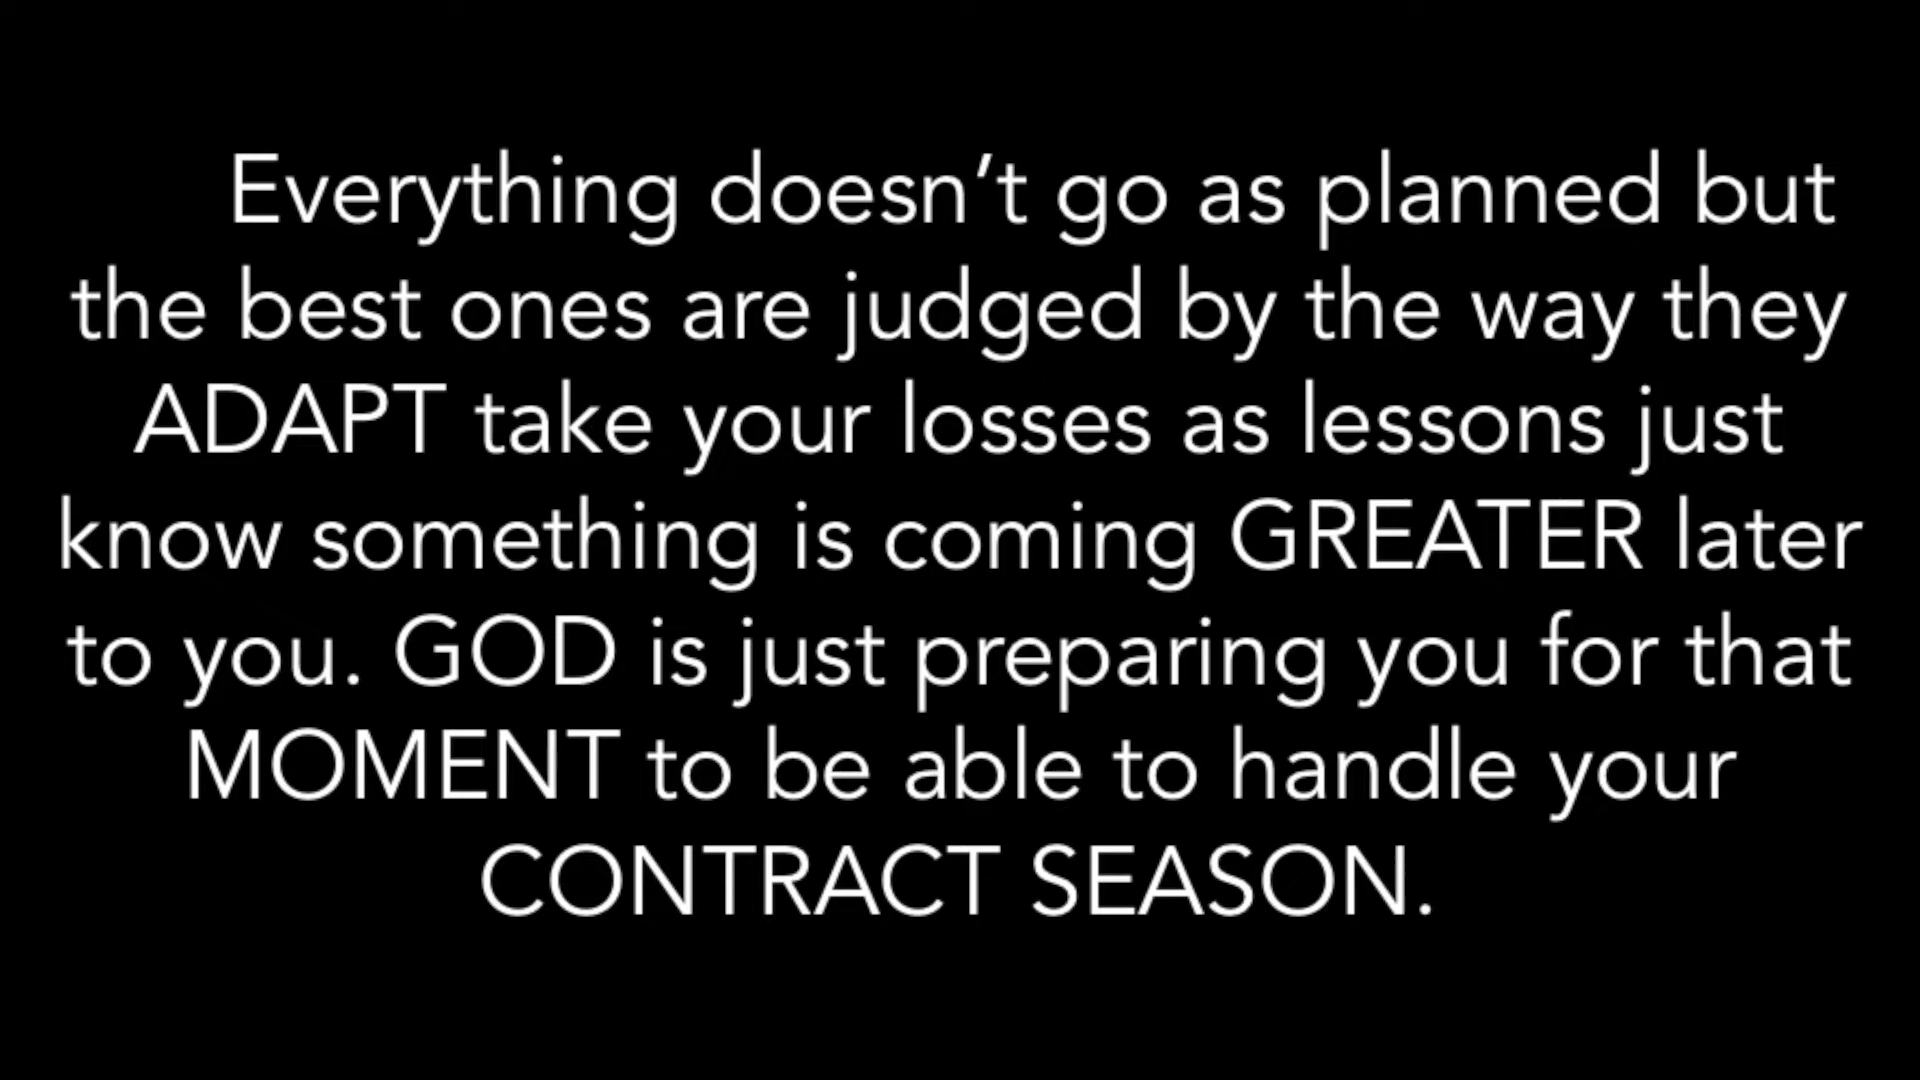 Everything doesn’t go as planned but
the best ones are judged by the way they
ADAPT take your losses as lessons just
know something is coming GREATER later
to you. GOD is just preparing you for that
MOMENT to be able to handle your
CONTRACT SEASON.